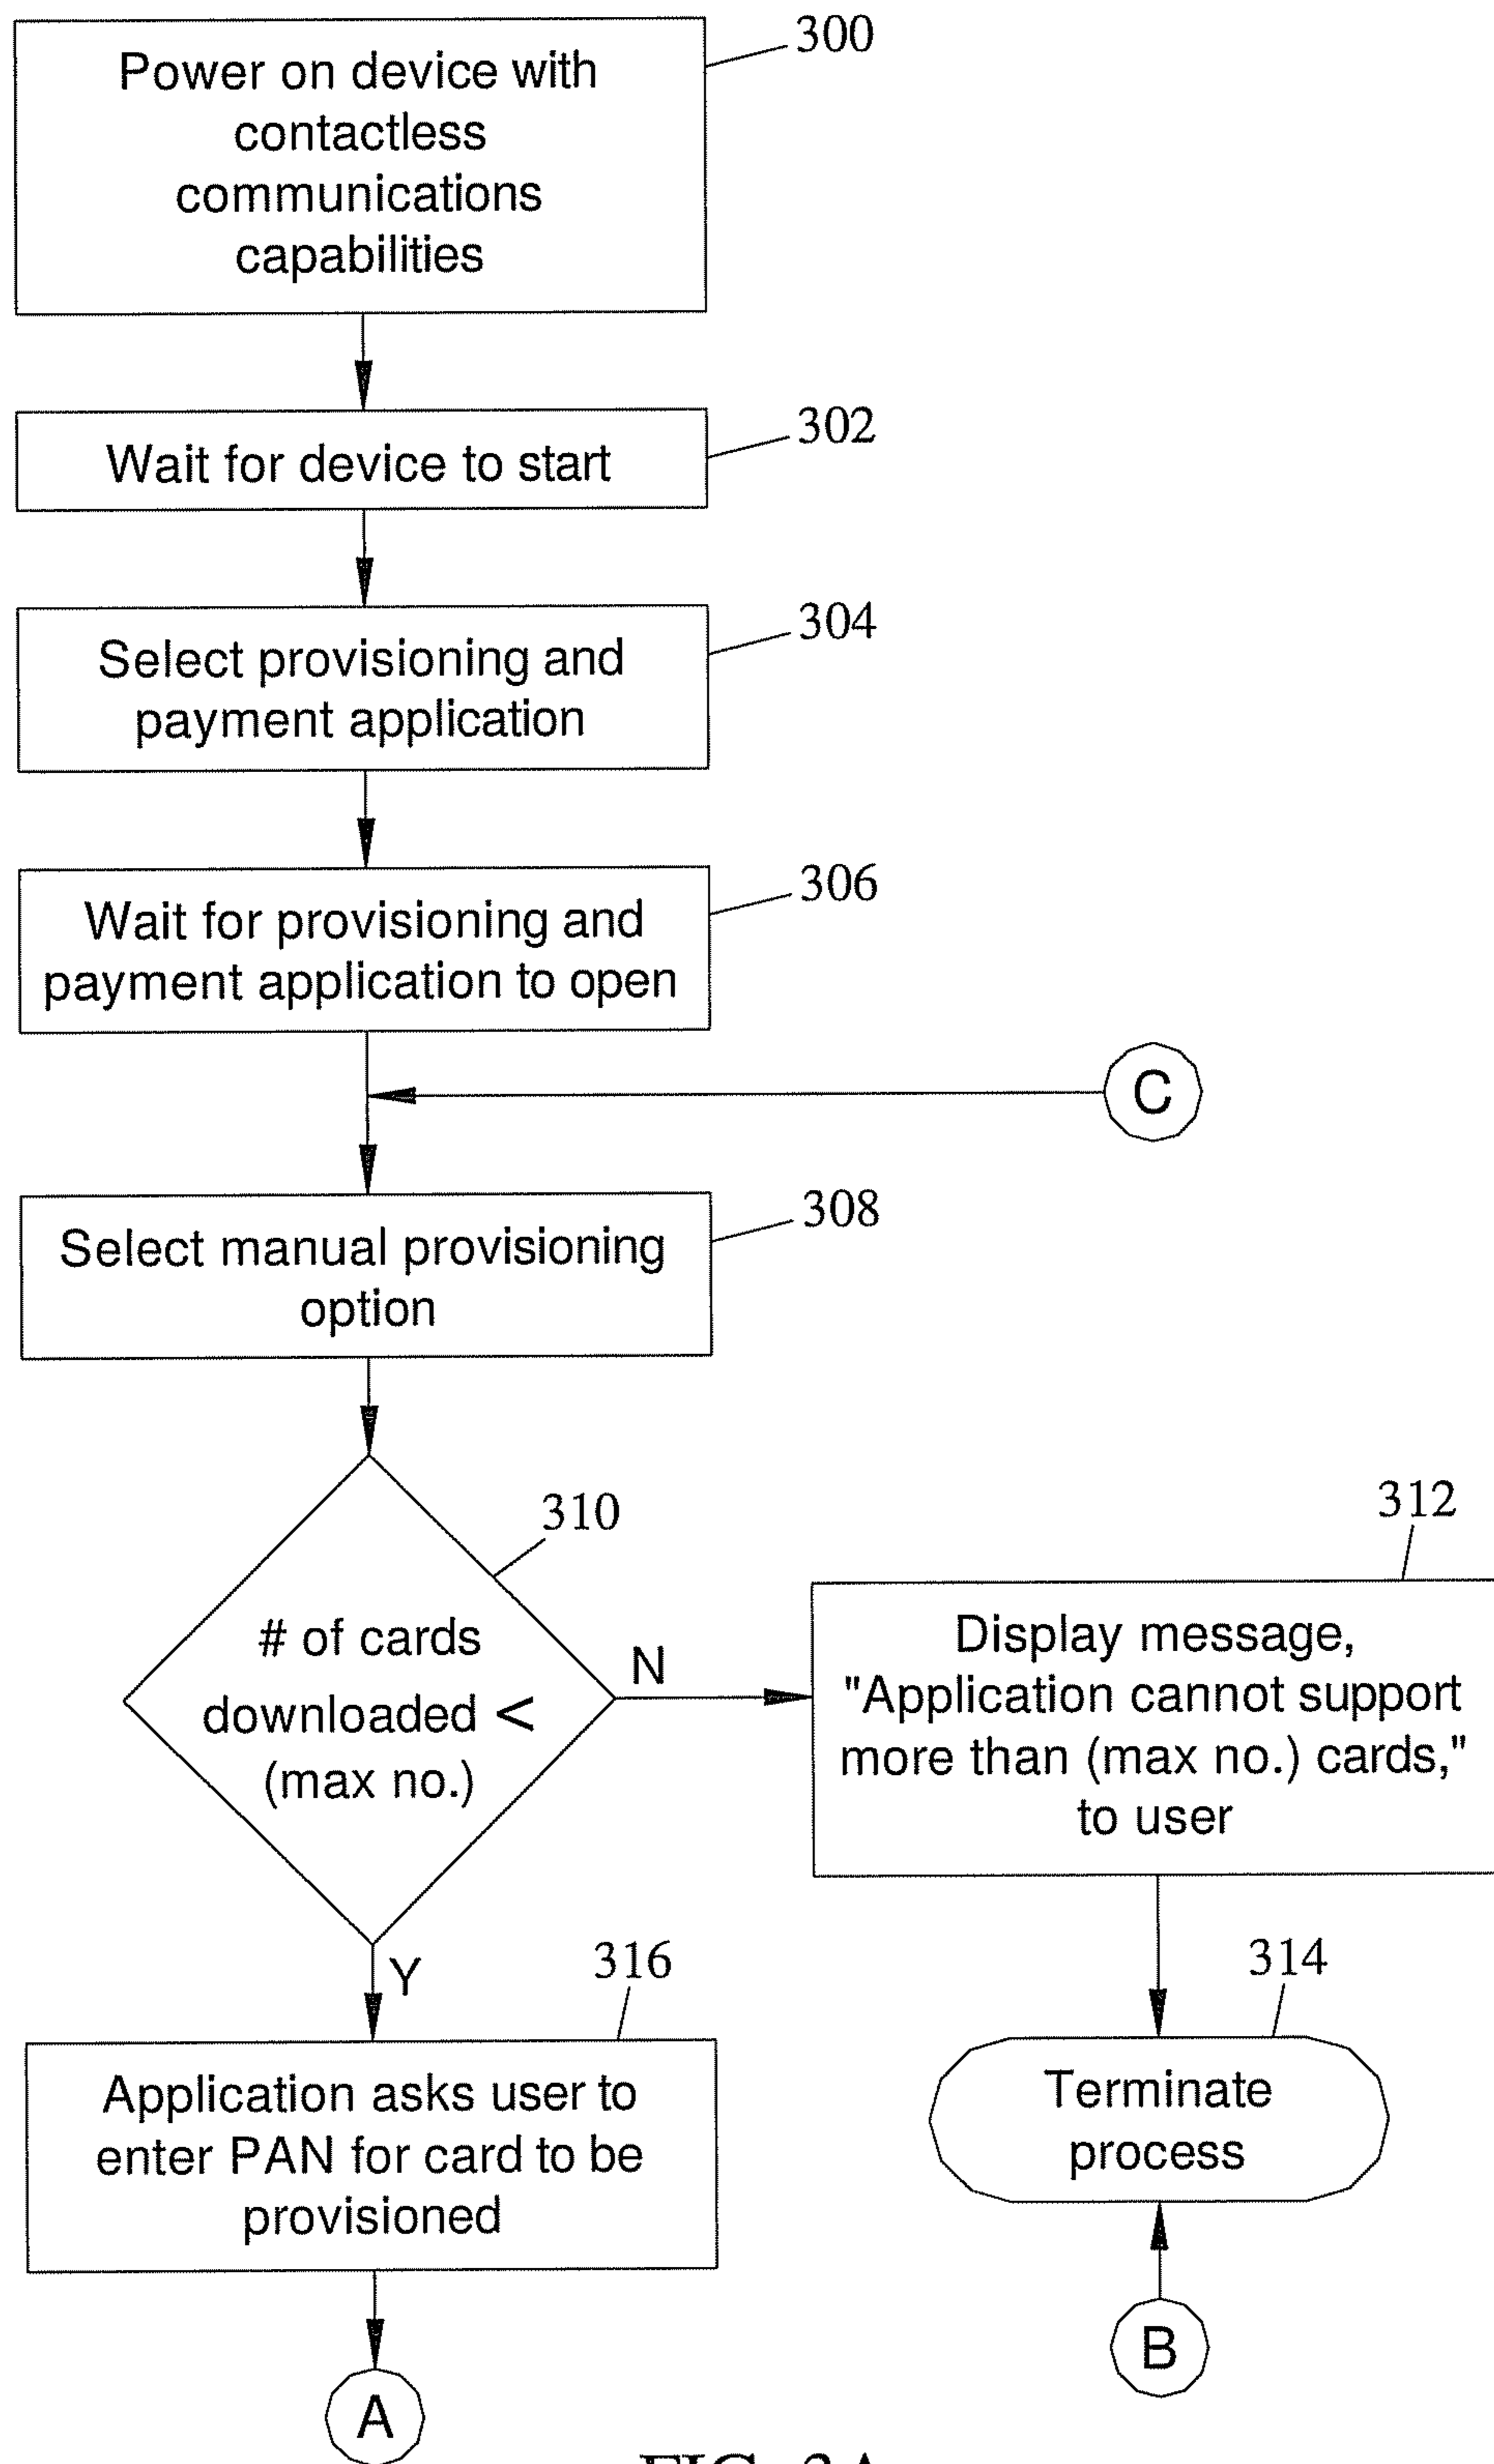 300
Power on device with
contactless
communications
capabilities
302
Wait for device to start
304
Select provisioning and
payment application
306
Wait for provisioning and
payment application to open
C
308
Select manual provisioning
option
310
# of cards
downloaded <
(max no.)
N
312
Display message,
"Application cannot support
more than (max no.) cards,"
to user
Y
316
Application asks user to
enter PAN for card to be
provisioned
314
Terminate
process
B
A
FIG. 3A